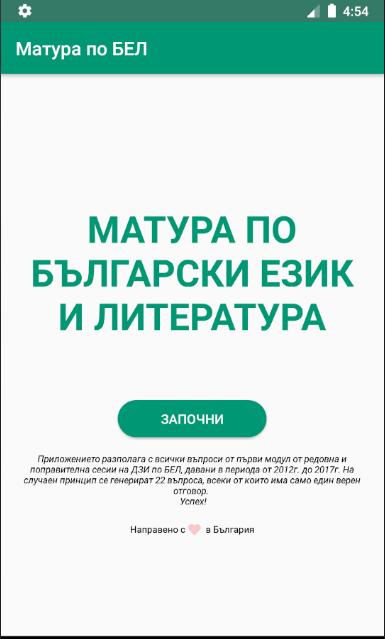 4:54
Матура по БЕЛ
МАТУРА ПО
БЪЛГАРСКИ ЕЗИК
И ЛИТЕРАТУРА
ЗАПОЧНИ
Приложението разполага с всички въпроси от първи модул от редовна и
поправителна сесии на ДЗИ по БЕЛ, давани в периода от 2012г. до 2017г. На
случаен принцип се генерират 22 въпроса, всеки от които има само един верен
отговор.
Успех!
Направено с в България